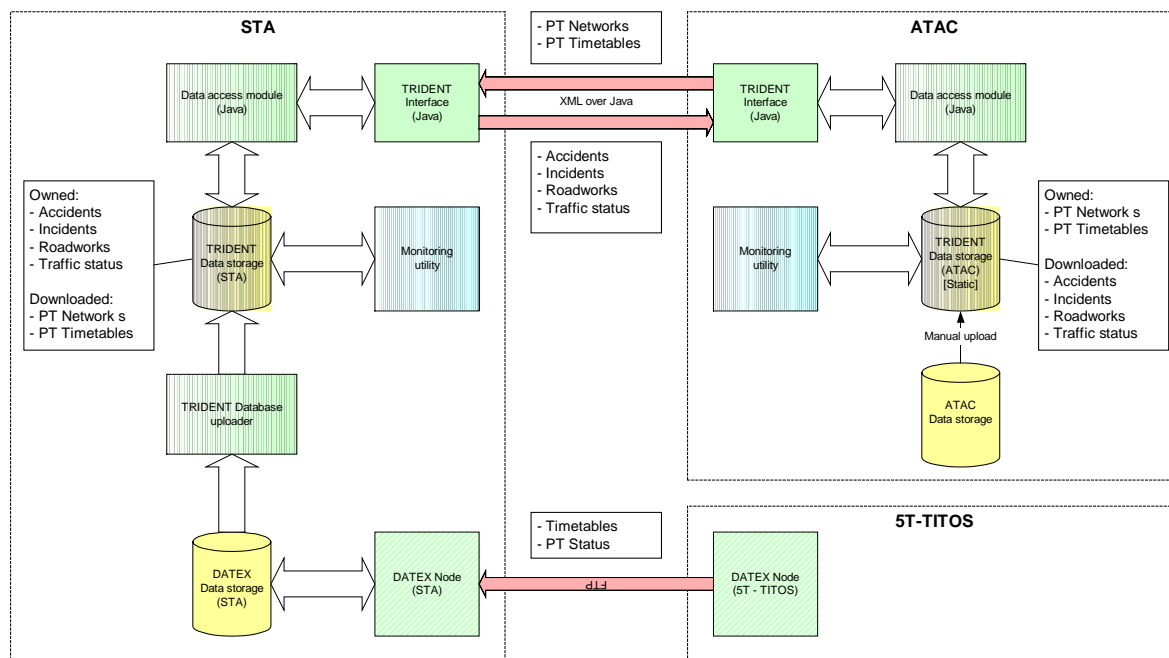 STA
- PT Networks
- PT Timetables
ATAC
Data access module
(Java)
TRIDENT
Interface
(Java)
XML over Java
TRIDENT
Interface
(Java)
Data access module
(Java)
- Accidents
- Incidents
- Roadworks
- Traffic status
Owned:
- Accidents
- Incidents
- Roadworks
- Traffic status
Downloaded:
- PT Network s
- PT Timetables
TRIDENT
Data storage
(STA)
Monitoring
utility
Monitoring
utility
TRIDENT
Data storage
(ATAC)
[Static]
Owned:
- PT Network s
- PT Timetables
Downloaded:
- Accidents
- Incidents
- Roadworks
- Traffic status
Manual upload
TRIDENT Database
uploader
ATAC
Data storage
5T-TITOS
- Timetables
- PT Status
DATEX
Data storage
(STA)
DATEX Node
(STA)
FTP
DATEX Node
(5T - TITOS)